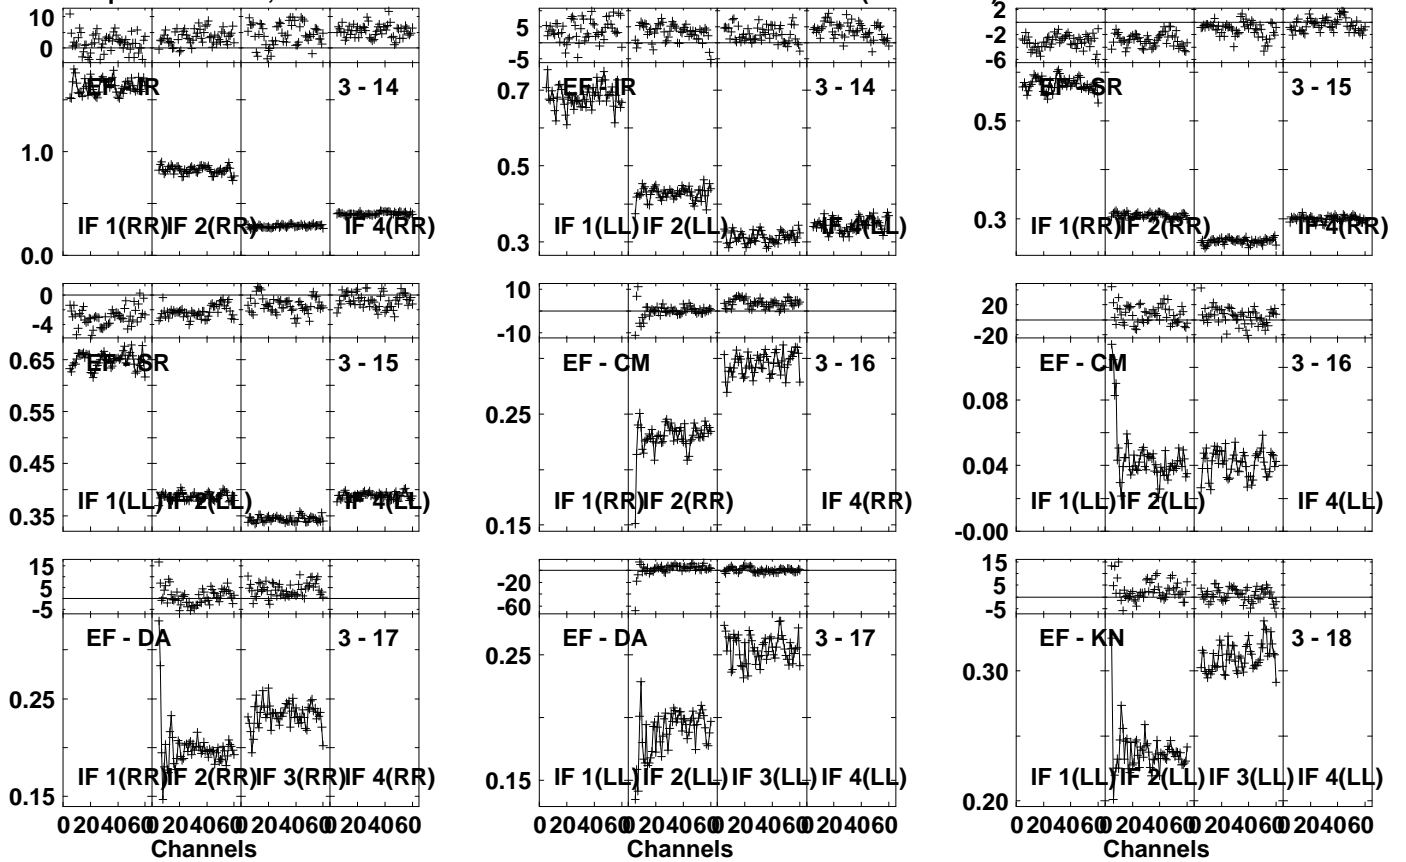 10 0
5 -5
2 -2 -6
EF - IR 3 - 14
EF - IR 3 - 14
EF - SR 3 - 15
1.0 0.0
0.7 0.5 0.3
0.5 0.3
IF 1(RR) IF 2(RR) IF 4(RR)
IF 1(LL) IF 2(LL) IF 4(LL)
IF 1(RR) IF 2(RR) IF 4(RR)
0 -4
10 -10
20 -20
EF - SR 3 - 15
EF - CM 3 - 16
EF - CM 3 - 16
0.65 0.55 0.45 0.35
0.25 0.15
0.08 0.04 -0.00
IF 1(LL) IF 2(LL) IF 4(LL)
IF 1(RR) IF 2(RR) IF 4(RR)
IF 1(LL) IF 2(LL) IF 4(LL)
15 5 -5
-20 -60
15 5 -5
EF - DA 3 - 17
EF - DA 3 - 17
EF - KN 3 - 18
0.25 0.15
0.25 0.15
0.30 0.20
IF 1(RR) IF 2(RR) IF 3(RR) IF 4(RR)
IF 1(LL) IF 2(LL) IF 3(LL) IF 4(LL)
IF 1(LL) IF 2(LL) IF 3(LL) IF 4(LL)
0 204060 0 204060 0 204060 0 204060
0 204060 0 204060 0 204060 0 204060
0 204060 0 204060 0 204060 0 204060
Channels
Channels
Channels